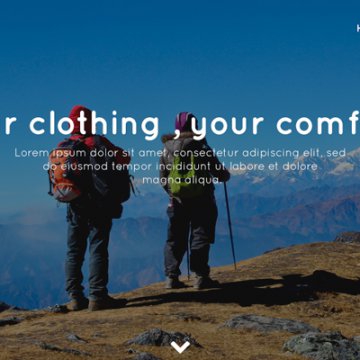 r clothing , your comf
Lorem ipsum dolor sit amet, consectetur adipiscing elit, sed
do eiusmod tempor incididunt ut labore et dolore
magna aliqua.